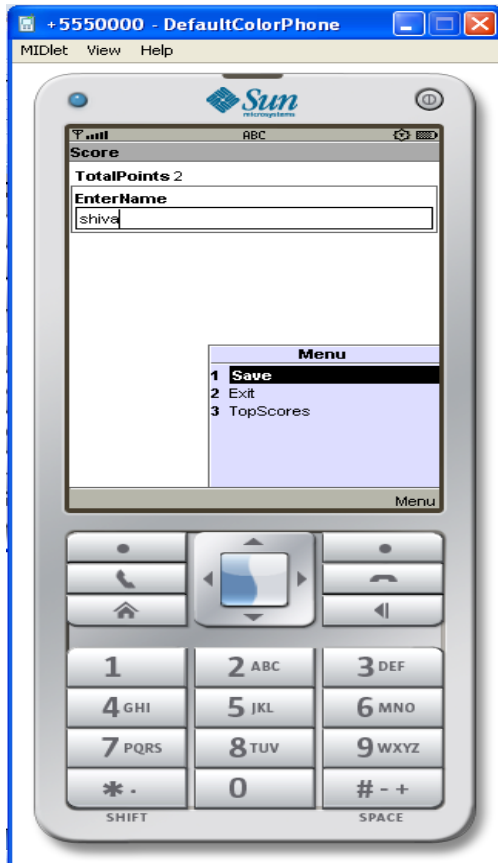 +5550000 - DefaultColorPhone
MIDlet View Help
Sun
microsystems
ABC
Score
TotalPoints 2
EnterName
shiva
Menu
1 Save
2 Exit
3 TopScores
Menu
1 2 ABC 3 DEF
4 GHI 5 JKL 6 MNO
7 PQRS 8 TUV 9 WXYZ
* . 0 # - +
SHIFT SPACE